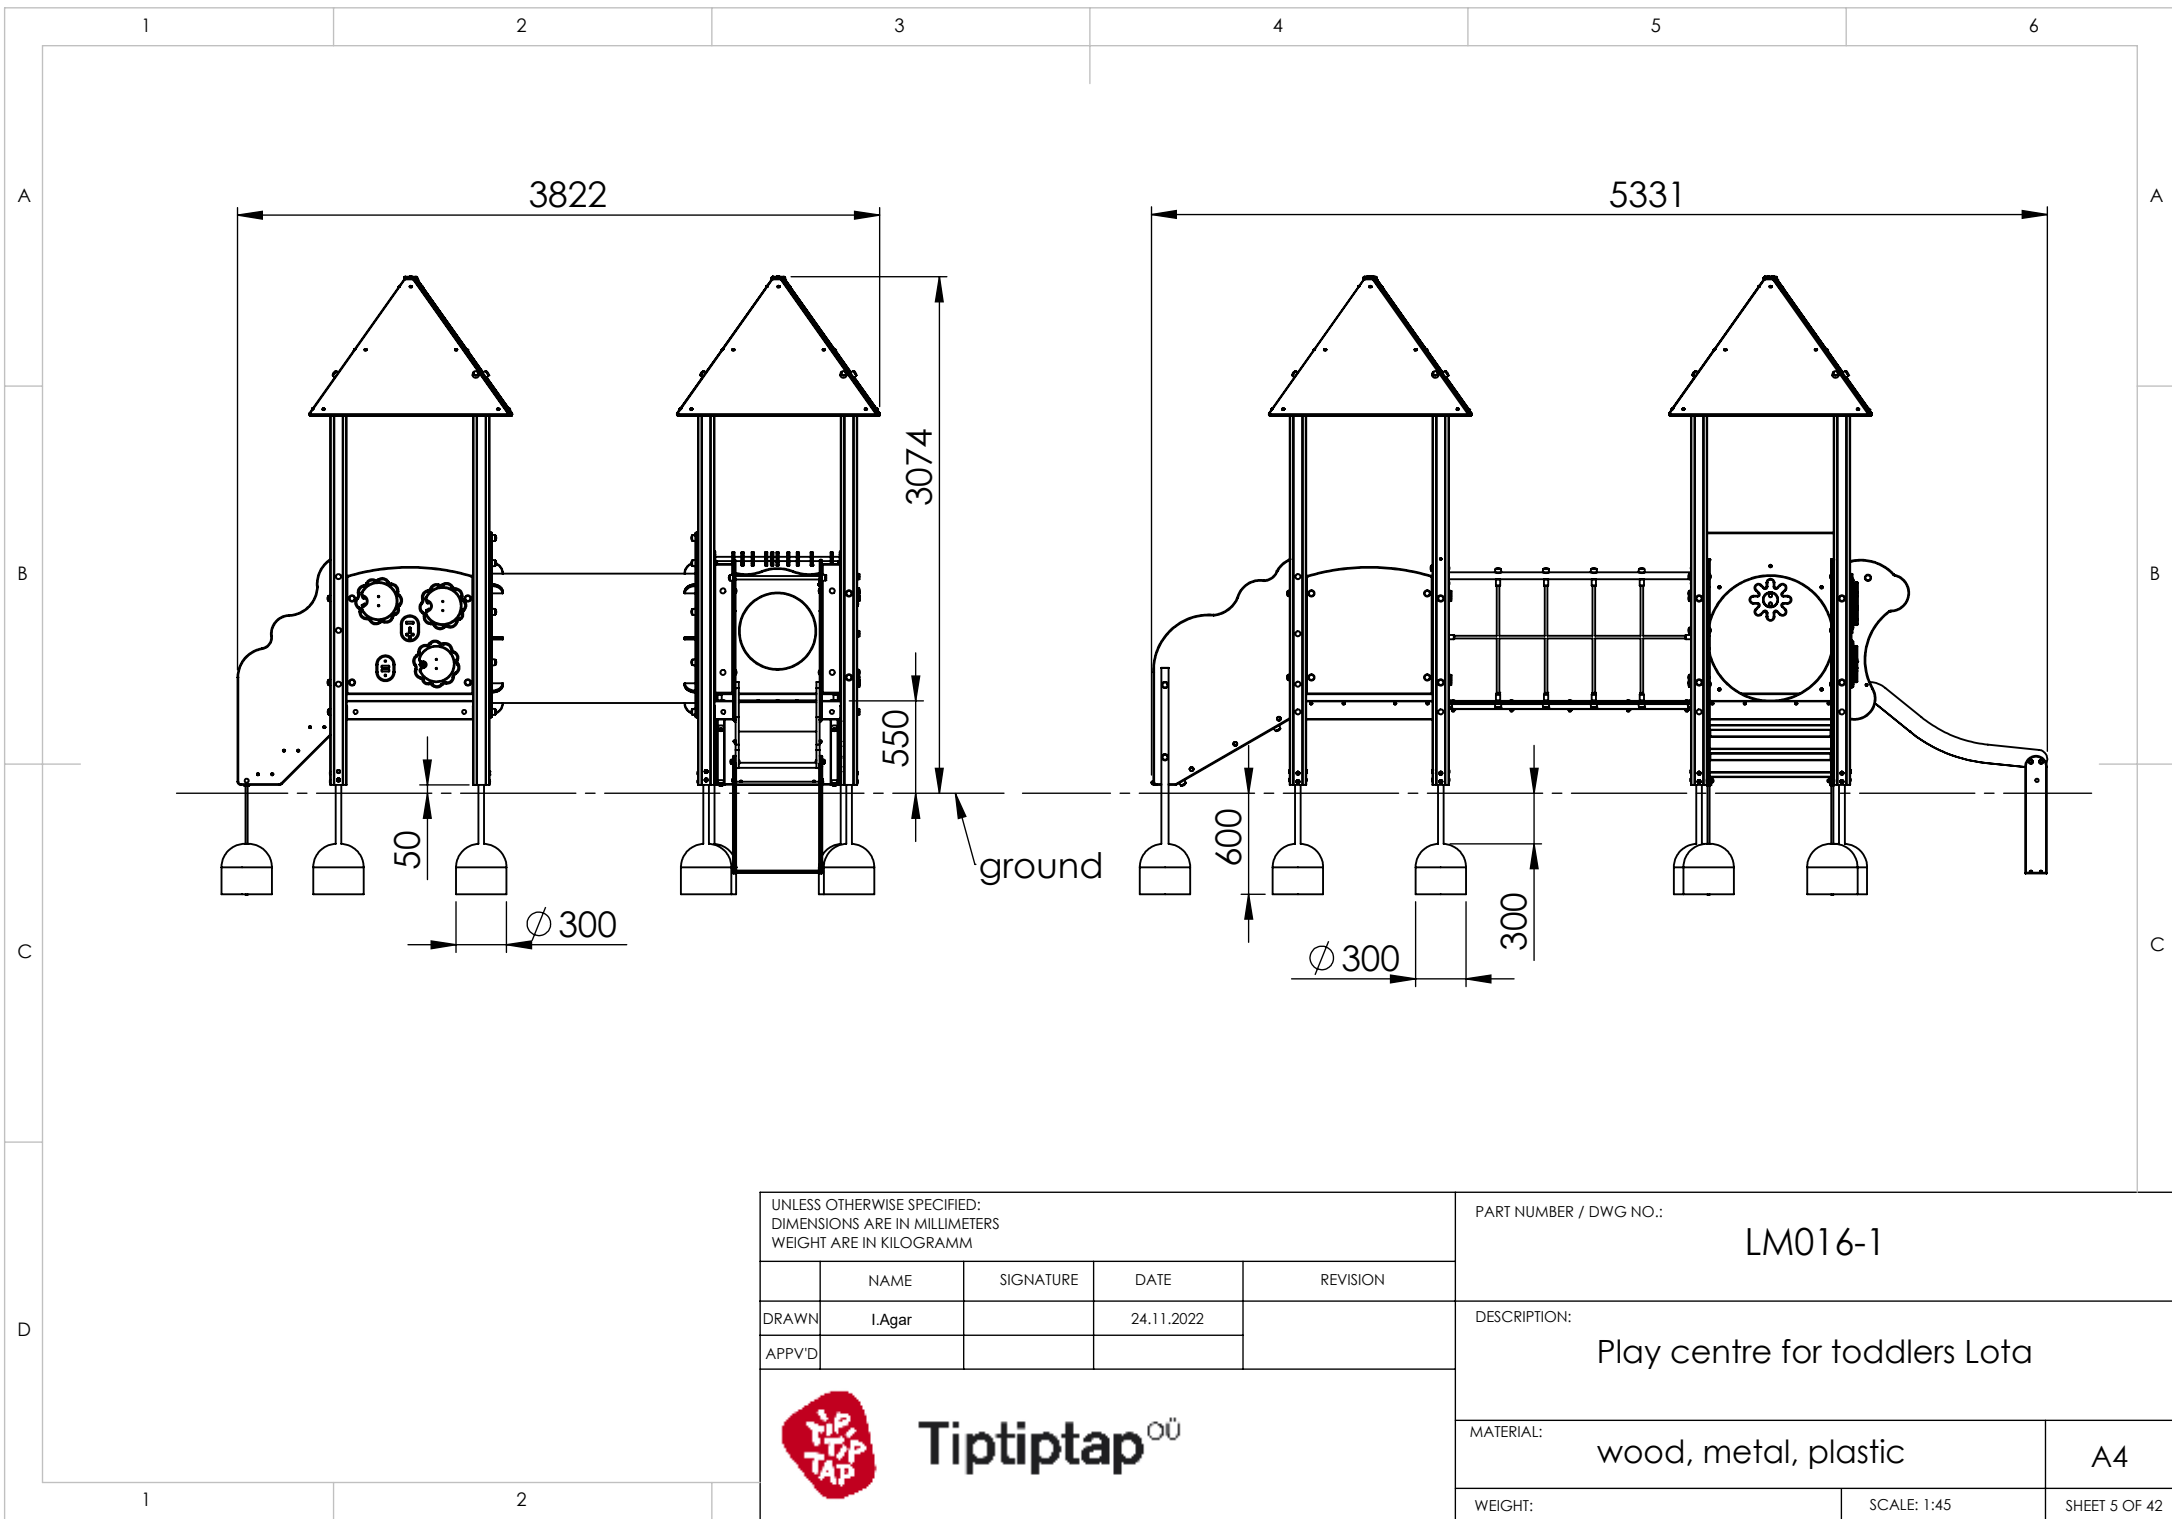 1 2 3 4 5 6
A A
3822 5331
3074
B B
550
50 600
ground
300
C C
⌀ 300
⌀ 300
UNLESS OTHERWISE SPECIFIED:
DIMENSIONS ARE IN MILLIMETERS
WEIGHT ARE IN KILOGRAMM
NAME SIGNATURE DATE REVISION
DRAWN I.Agar 24.11.2022
APPV'D
PART NUMBER / DWG NO.:
LM016-1
DESCRIPTION:
Play centre for toddlers Lota
D
TIP TIP TAP
Tiptiptap OÜ
MATERIAL:
wood, metal, plastic
A4
WEIGHT: SCALE: 1:45 SHEET 5 OF 42
1 2